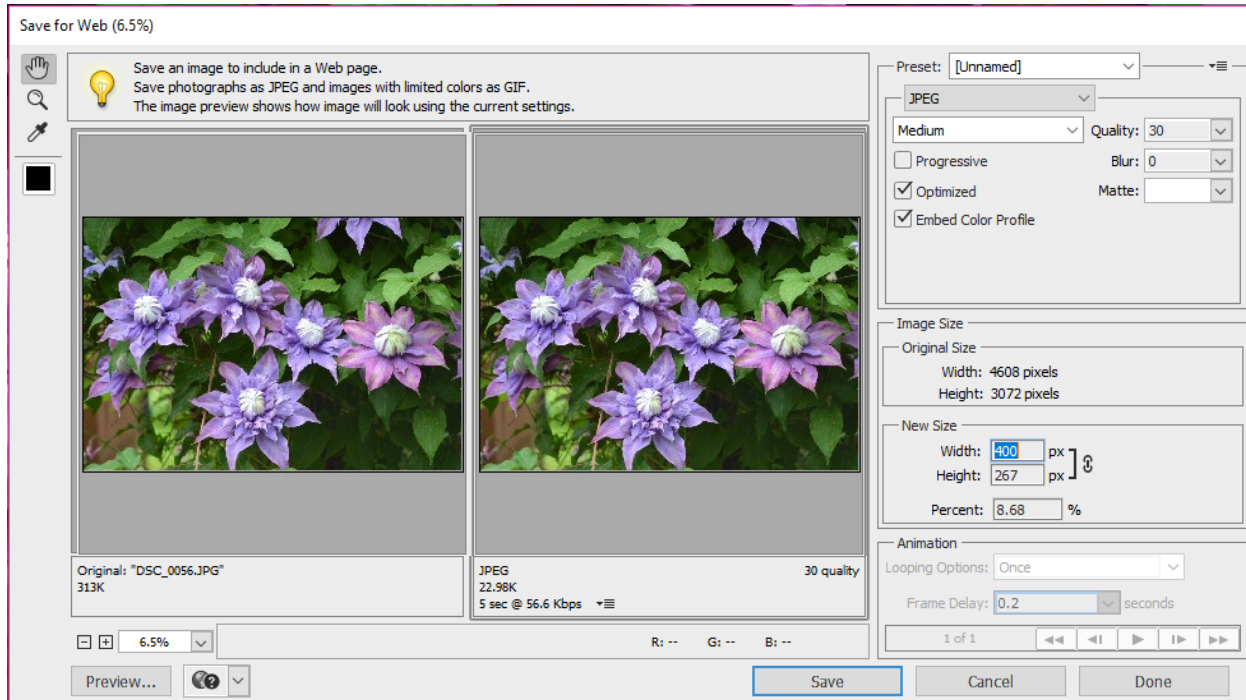 Save for Web (6.5%)
Save an image to include in a Web page.
Save photographs as JPEG and images with limited colors as GIF.
The image preview shows how image will look using the current settings.
Original: "DSC_0056.JPG"
313K
JPEG
30 quality
22.98K
5 sec @ 56.6 Kbps
6.5%
R: --
G: --
B: --
Preview...
Preset: [Unnamed]
JPEG
Medium
Quality: 30
Progressive
Blur: 0
Optimized
Matte:
Embed Color Profile
Image Size
Original Size
Width: 4608 pixels
Height: 3072 pixels
New Size
Width: 400 px
Height: 267 px
Percent: 8.68 %
Animation
Looping Options: Once
Frame Delay: 0.2 seconds
1 of 1
Save
Cancel
Done